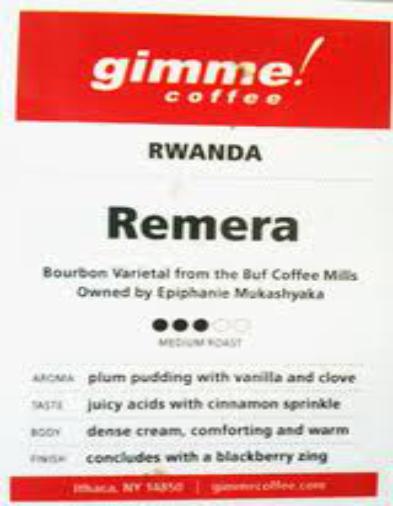 gimme!
coffee
RWANDA
Remera
Bourbon Varietal from the Buf Coffee Mills
Owned by Epiphanie Mukashyaka
MEDIUM ROAST
AROMA plum pudding with vanilla and clove
TASTE juicy acids with cinnamon sprinkle
BODY dense cream, comforting and warm
FINISH concludes with a blackberry zing
Ithaca, NY 14850 | gimmecoffee.com